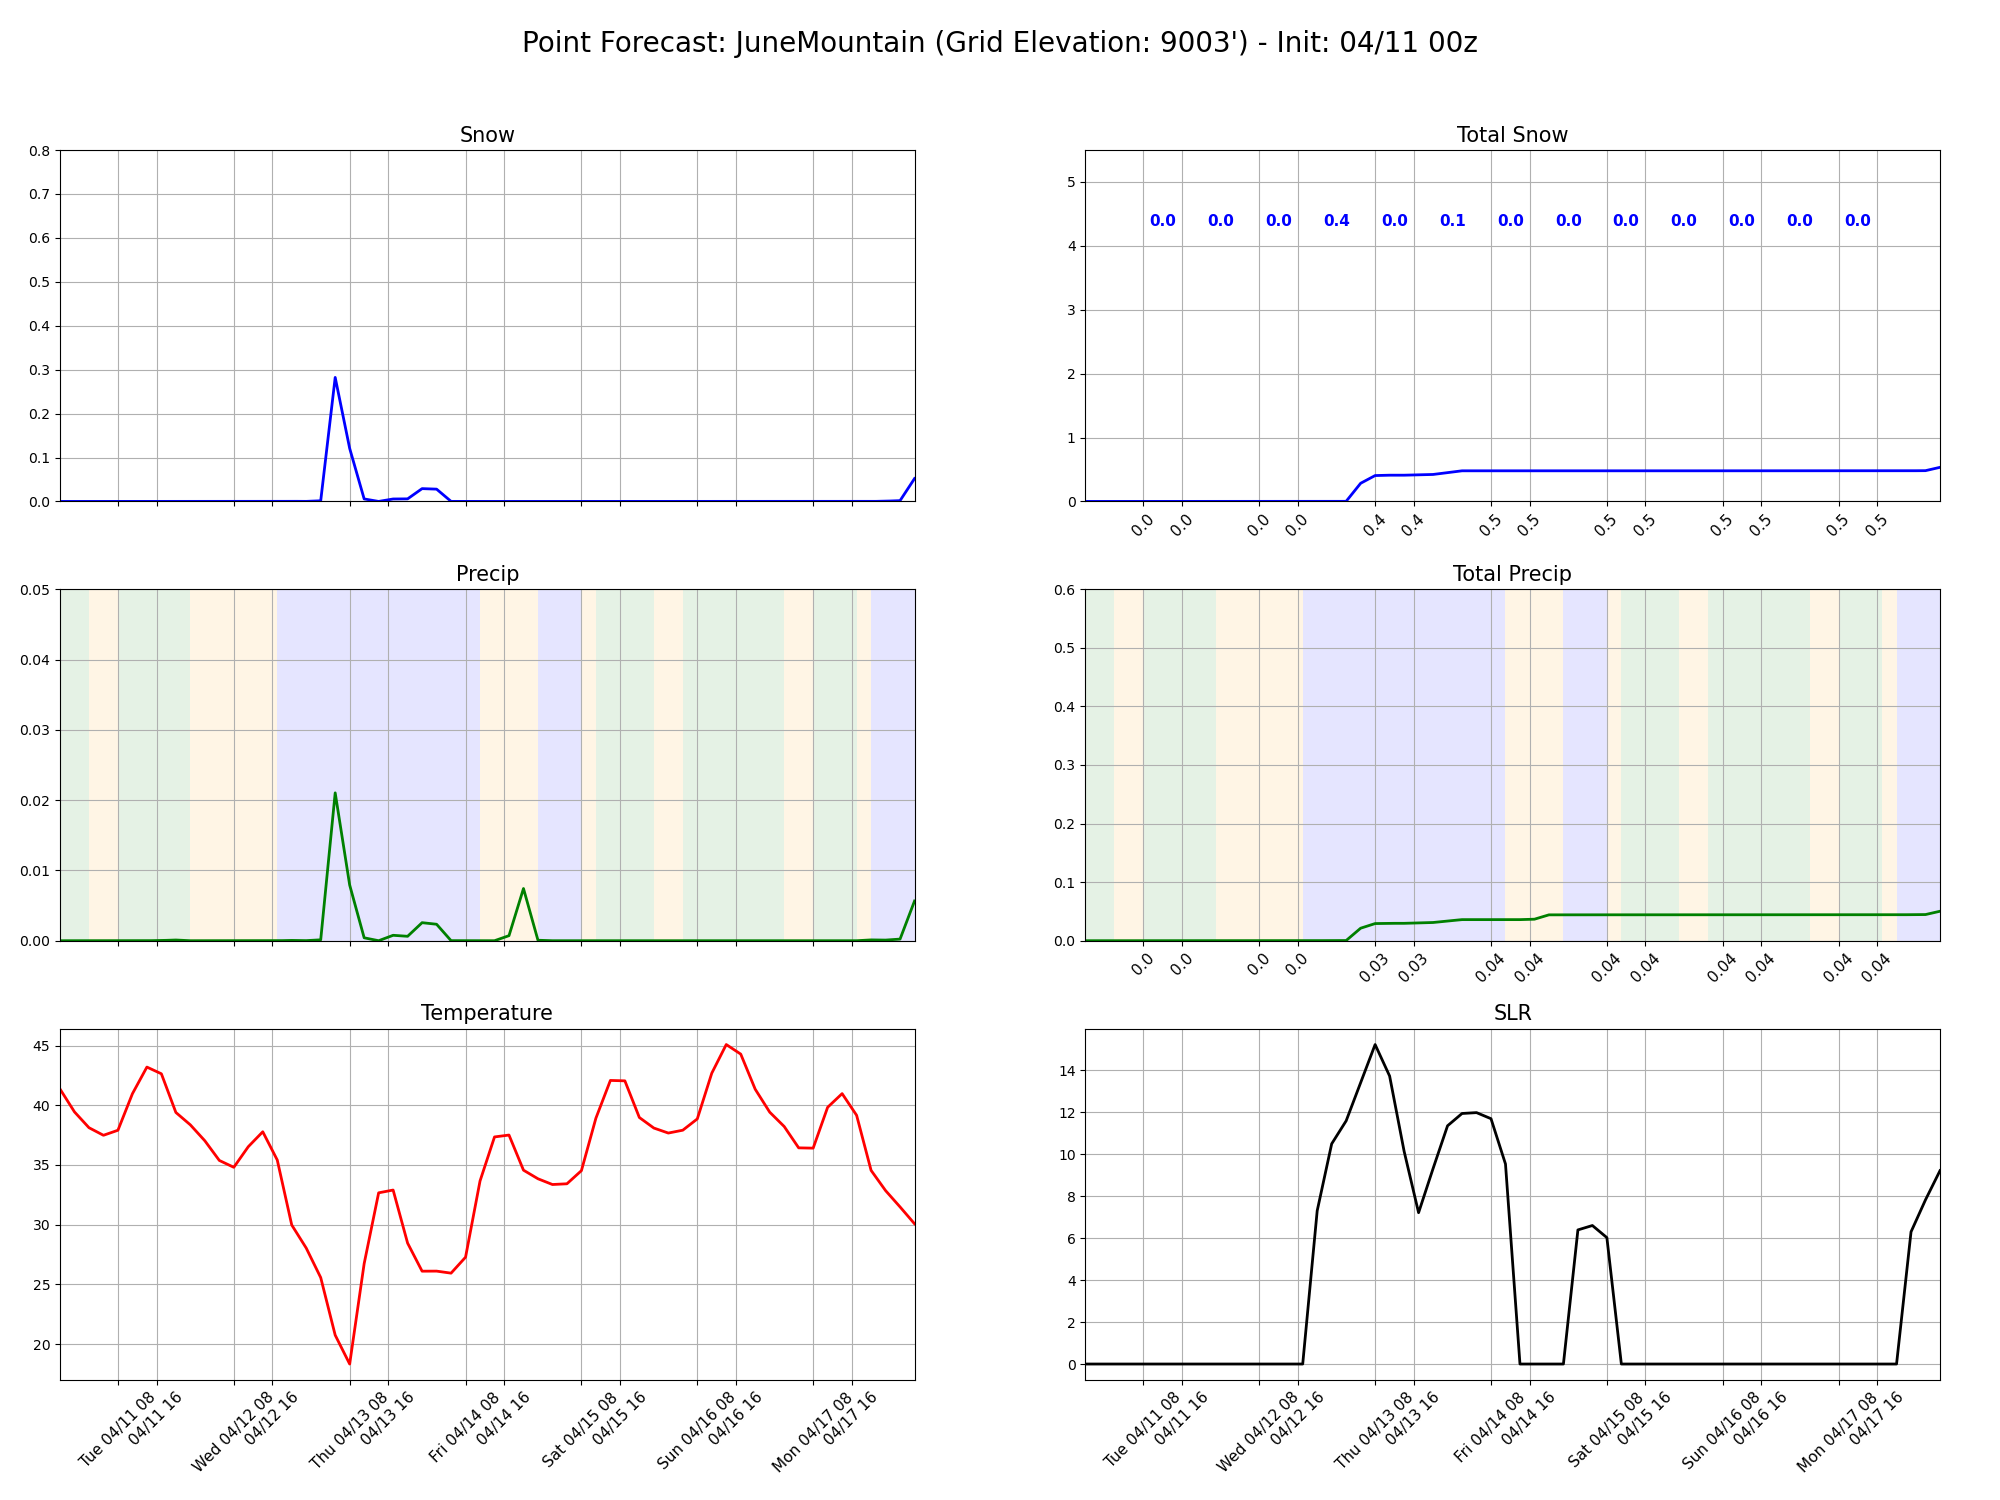 Point Forecast: JuneMountain (Grid Elevation: 9003') - Init: 04/11 00z
Snow
0.8
0.7
0.6
0.5
0.4
0.3
0.2
0.1
0.0
Total Snow
5
4
3
2
1
0
0.0 0.0 0.0 0.4 0.0 0.1 0.0 0.0 0.0 0.0 0.0 0.0 0.0
0.0 0.0 0.0 0.0 0.4 0.4 0.5 0.5 0.5 0.5 0.5 0.5 0.5 0.5
Precip
0.05
0.04
0.03
0.02
0.01
0.00
Total Precip
0.6
0.5
0.4
0.3
0.2
0.1
0.0
0.0 0.0 0.0 0.0 0.03 0.03 0.04 0.04 0.04 0.04 0.04 0.04 0.04 0.04
Temperature
45
40
35
30
25
20
Tue 04/11 08
04/11 16
Wed 04/12 08
04/12 16
Thu 04/13 08
04/13 16
Fri 04/14 08
04/14 16
Sat 04/15 08
04/15 16
Sun 04/16 08
04/16 16
Mon 04/17 08
04/17 16
SLR
14
12
10
8
6
4
2
0
Tue 04/11 08
04/11 16
Wed 04/12 08
04/12 16
Thu 04/13 08
04/13 16
Fri 04/14 08
04/14 16
Sat 04/15 08
04/15 16
Sun 04/16 08
04/16 16
Mon 04/17 08
04/17 16